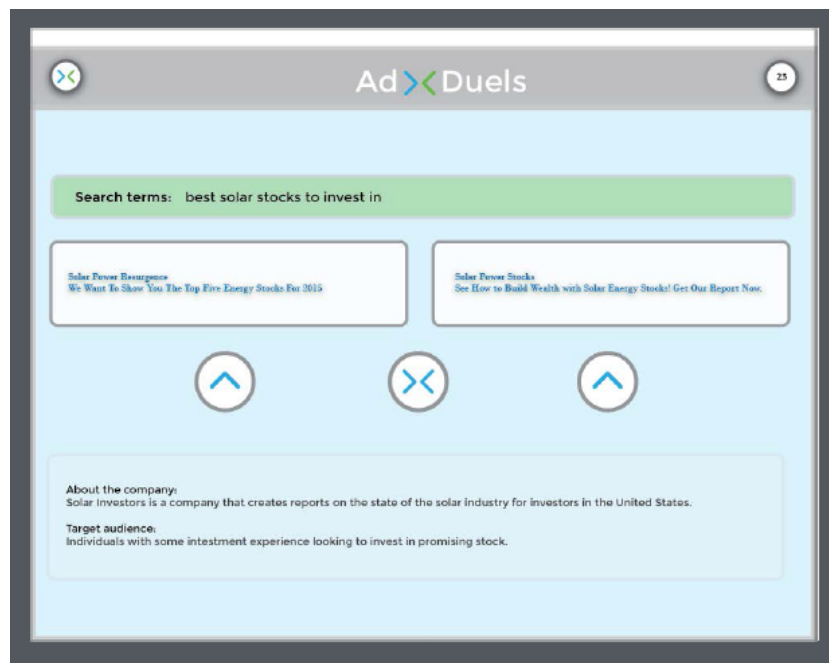 Ad Duels
25
Search terms: best solar stocks to invest in
Solar Power Resurgence
We Want To Show You The Top Five Energy Stocks For 2015
Solar Power Stocks
See How to Build Wealth with Solar Energy Stocks! Get Our Report Now.
About the company:
Solar Investors is a company that creates reports on the state of the solar industry for investors in the United States.
Target audience:
Individuals with some intestment experience looking to invest in promising stock.